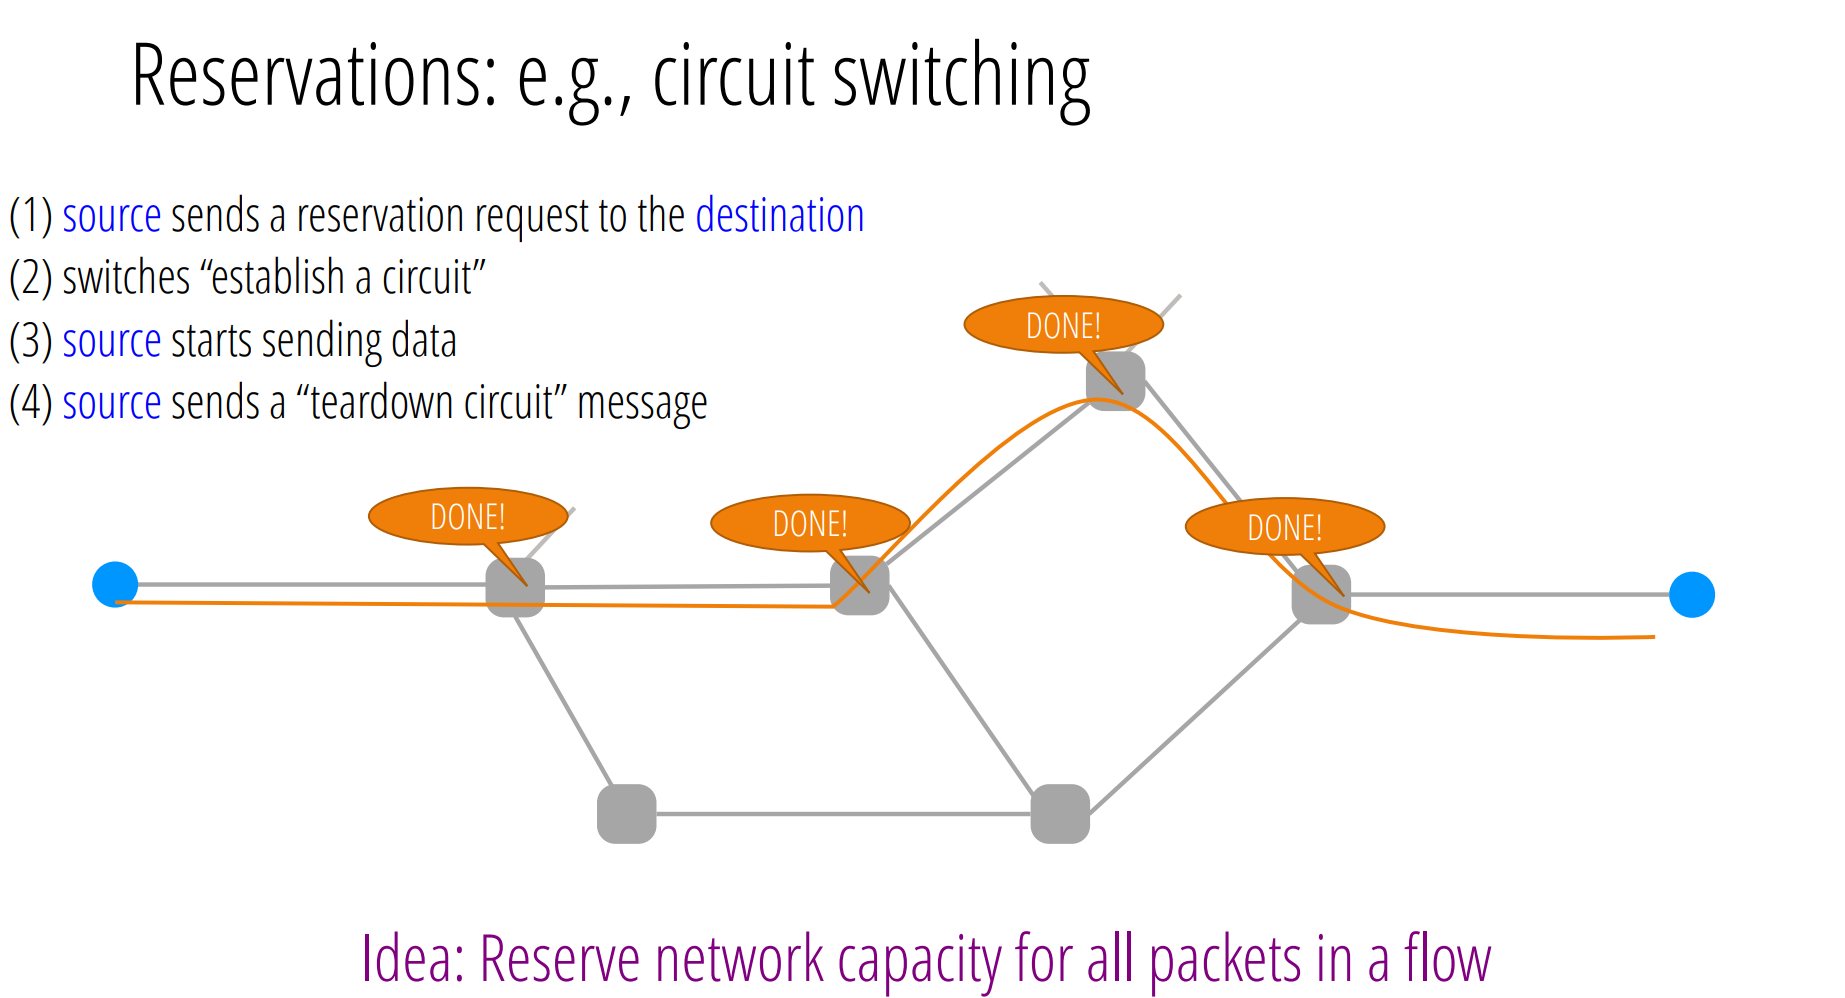 Reservations: e.g., circuit switching
(1) source sends a reservation request to the destination
(2) switches “establish a circuit”
(3) source starts sending data
(4) source sends a “teardown circuit” message
DONE!
DONE!
DONE!
DONE!
Idea: Reserve network capacity for all packets in a flow